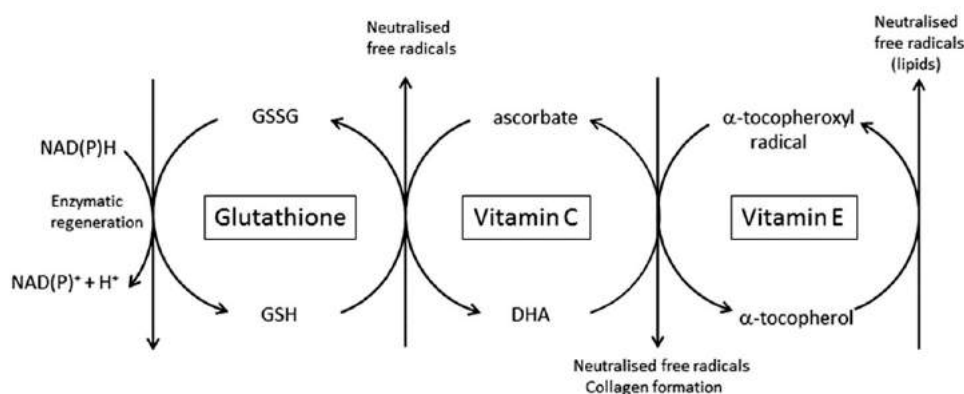 Neutralised
free radicals
Neutralised
free radicals
(lipids)
GSSG
ascorbate
α-tocopheroxyl
radical
NAD(P)H
Enzymatic
regeneration
Glutathione
Vitamin C
Vitamin E
NAD(P)⁺ + H⁺
GSH
DHA
α-tocopherol
Neutralised free radicals
Collagen formation